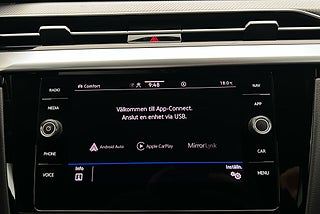 RADIO
MEDIA
PHONE
VOICE
Comfort 9:48 18.0
Välkommen till App-Connect.
Anslut en enhet via USB.
Android Auto Apple CarPlay MirrorLink
Info Inställn.
NAV
APP
CAR
MENU